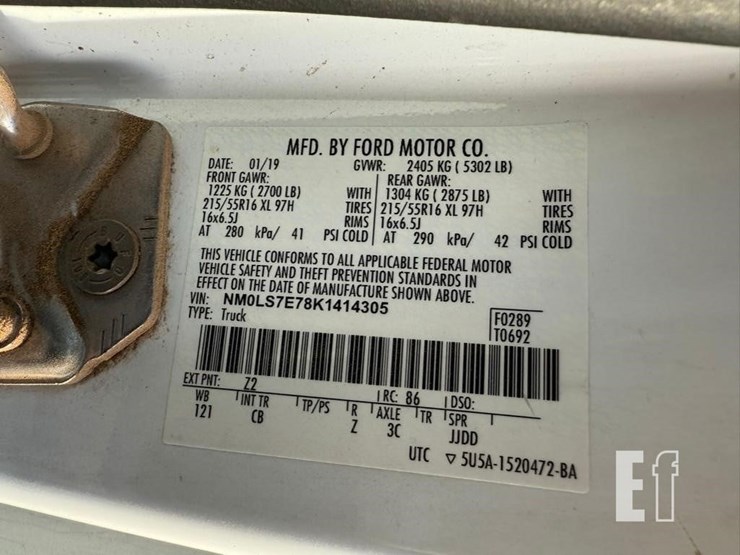 MFD. BY FORD MOTOR CO.
DATE: 01/19 GVWR: 2405 KG ( 5302 LB)
FRONT GAWR: REAR GAWR:
1225 KG ( 2700 LB) WITH 1304 KG ( 2875 LB) WITH
215/55R16 XL 97H TIRES 215/55R16 XL 97H TIRES
16x6.5J RIMS 16x6.5J RIMS
AT 280 kPa/ 41 PSI COLD AT 290 kPa/ 42 PSI COLD
THIS VEHICLE CONFORMS TO ALL APPLICABLE FEDERAL MOTOR
VEHICLE SAFETY AND THEFT PREVENTION STANDARDS IN
EFFECT ON THE DATE OF MANUFACTURE SHOWN ABOVE.
VIN: NM0LS7E78K1414305
TYPE: Truck
F0289
T0692
EXT PNT: Z2 RC: 86 DSO:
WB INT TR TP/PS R AXLE TR SPR
121 CB Z 3C JJDD
UTC ▽ 5U5A-1520472-BA
Ef